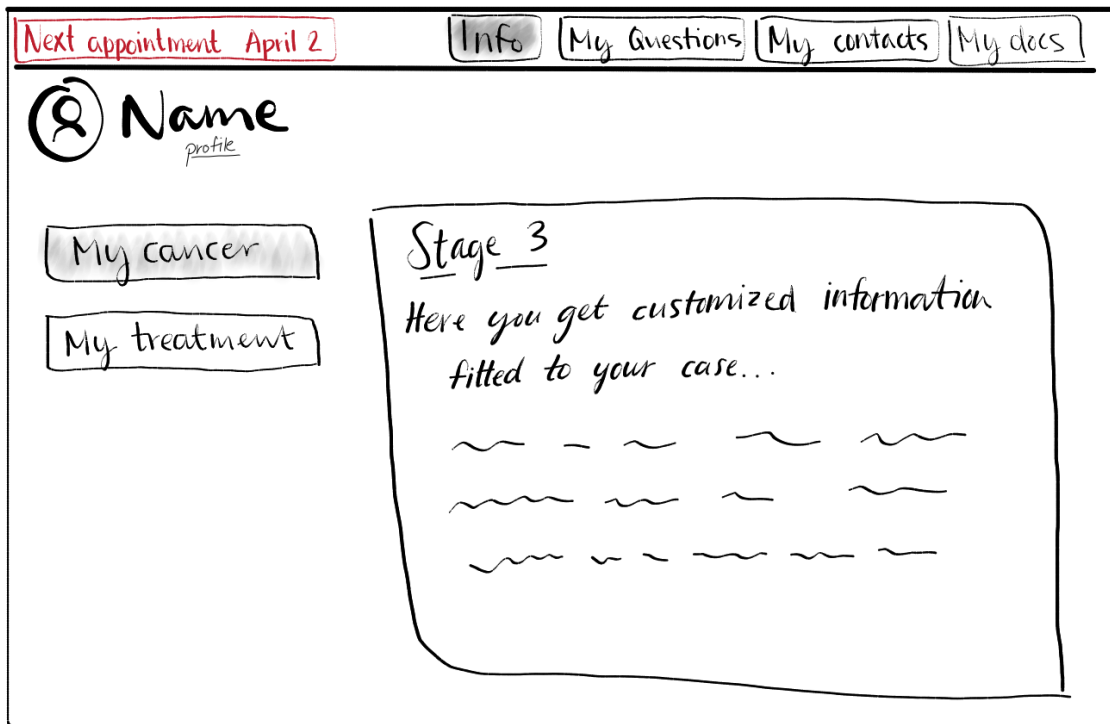 Next appointment April 2
Info
My Questions
My contacts
My docs
Name
profile
My cancer
My treatment
Stage 3
Here you get customized information
fitted to your case...